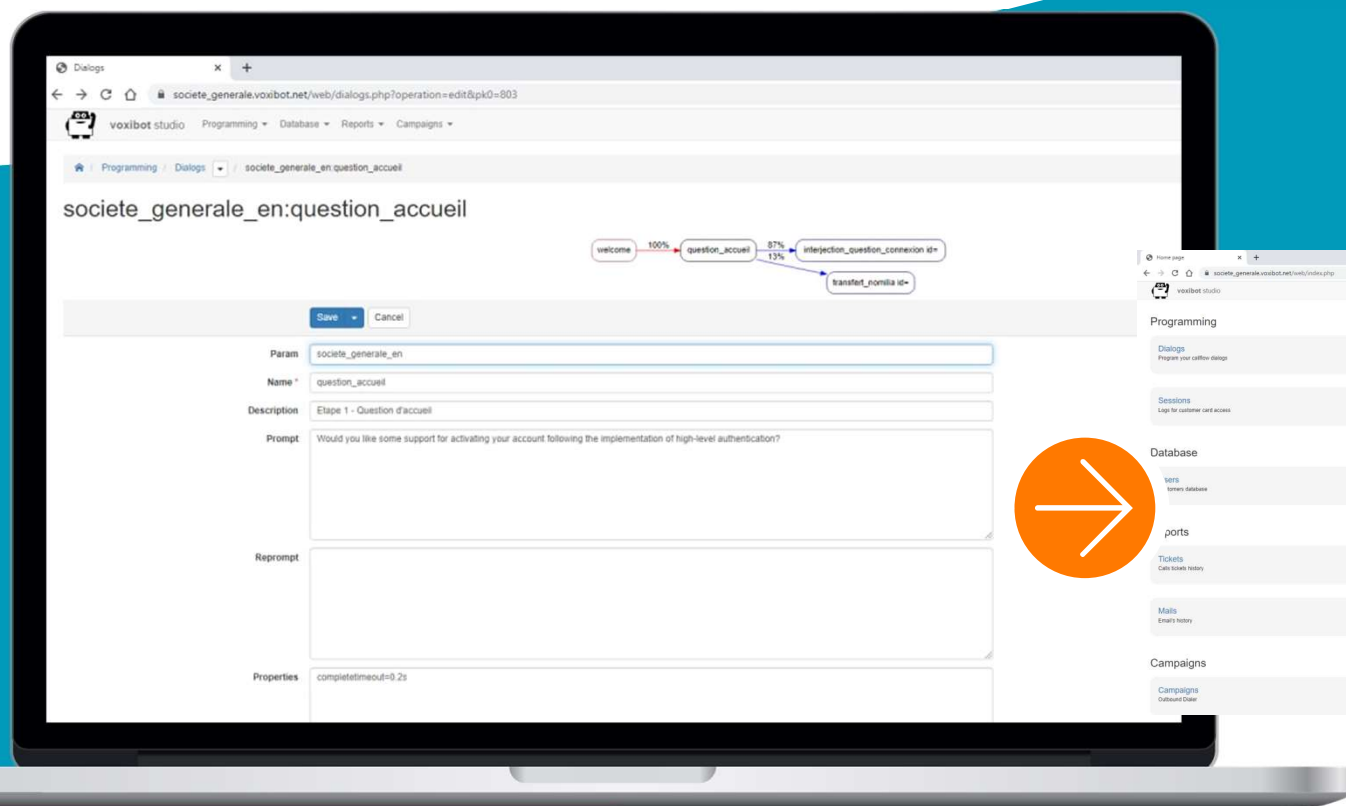 Dialogs
societe_generale.voxibot.net/web/dialogs.php?operation=edit&pk0=803
voxibot studio Programming Database Reports Campaigns
/ Programming / Dialogs / societe_generale_en:question_accueil
societe_generale_en:question_accueil
welcome 100% question_accueil 87% interjection_question_connexion id=
13%
transfert_nomilia id=
Save Cancel
Param societe_generale_en
Name * question_accueil
Description Etape 1 - Question d'accueil
Prompt Would you like some support for activating your account following the implementation of high-level authentication?
Reprompt
Properties completetimeout=0.2s
Home page
societe_generale.voxibot.net/web/index.php
voxibot studio
Programming
Dialogs
Program your callflow dialogs
Sessions
Logs for customer card access
Database
sers
tomers database
ports
Tickets
Calls tickets history
Mails
Email's history
Campaigns
Campaigns
Outbound Dialer